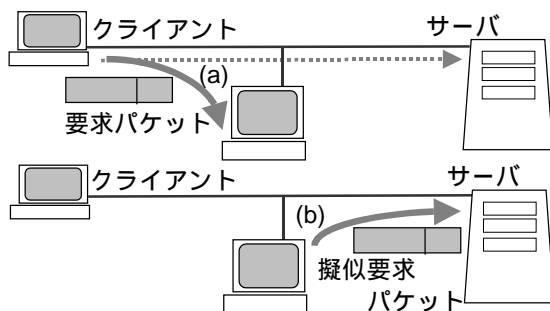 クライアント
サーバ
(a)
要求パケット
クライアント
サーバ
(b)
擬似要求
パケット